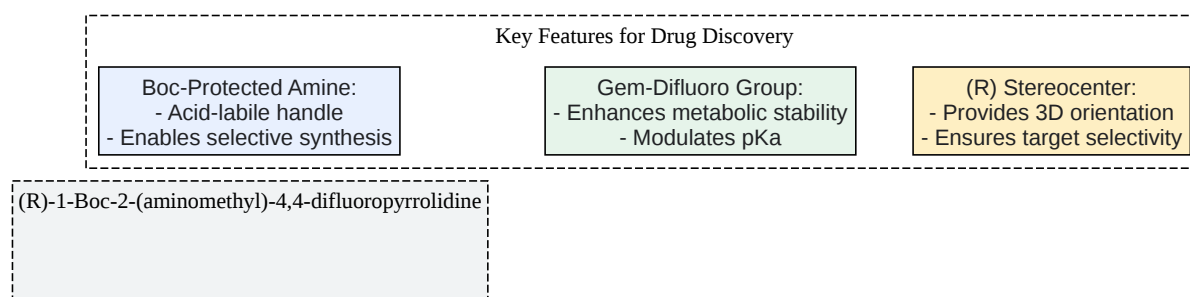 Key Features for Drug Discovery
Boc-Protected Amine:
- Acid-labile handle
- Enables selective synthesis
Gem-Difluoro Group:
- Enhances metabolic stability
- Modulates pKa
(R) Stereocenter:
- Provides 3D orientation
- Ensures target selectivity
(R)-1-Boc-2-(aminomethyl)-4,4-difluoropyrrolidine